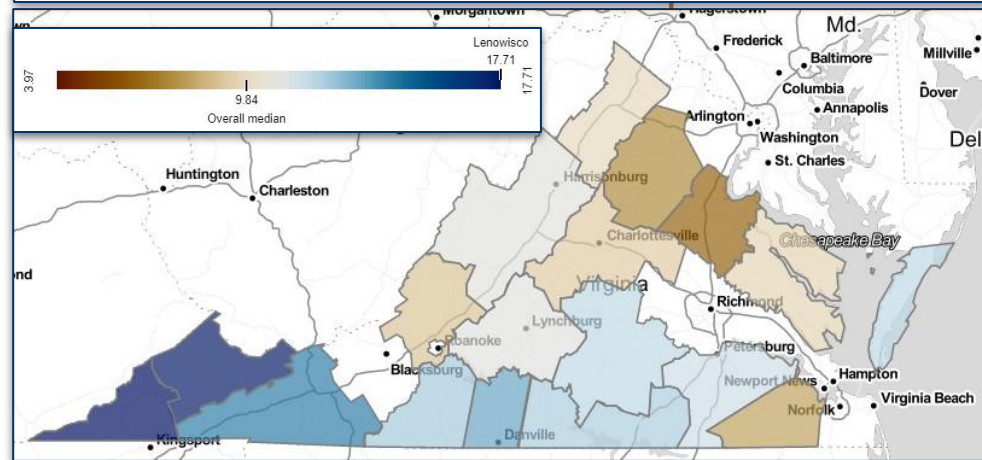 Morgantown
Hagerstown
Md.
Lenowisco
17.71
3.97
17.71
9.84
Overall median
Frederick
Baltimore
Millville
Columbia
Dover
Annapolis
Arlington
Washington
Del
St. Charles
Huntington
Charleston
Harrisonburg
Charlottesville
Chesapeake Bay
ond
Virginia
Richmond
Lynchburg
Roanoke
Petersburg
Blacksburg
Hampton
Newport News
Virginia Beach
Norfolk
Kingsport
Danville